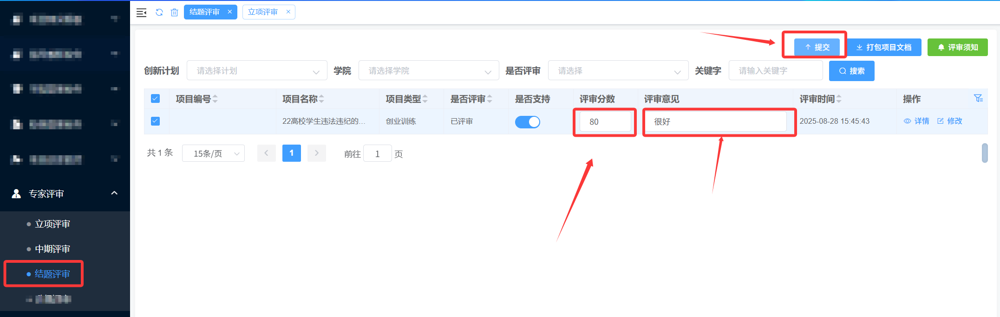 结题评审 ×
立项评审 ×
提交
打包项目文档
评审须知
创新计划 请选择计划
学院 请选择学院
是否评审 请选择
关键字 请输入关键字
搜索
项目编号 项目名称 项目类型 是否评审 是否支持 评审分数 评审意见 评审时间 操作
22高校学生违法违纪的... 创业训练 已评审 80 很好 2025-08-28 15:45:43 详情 修改
共 1 条 15条/页 1 前往 1 页
专家评审
立项评审
中期评审
结题评审